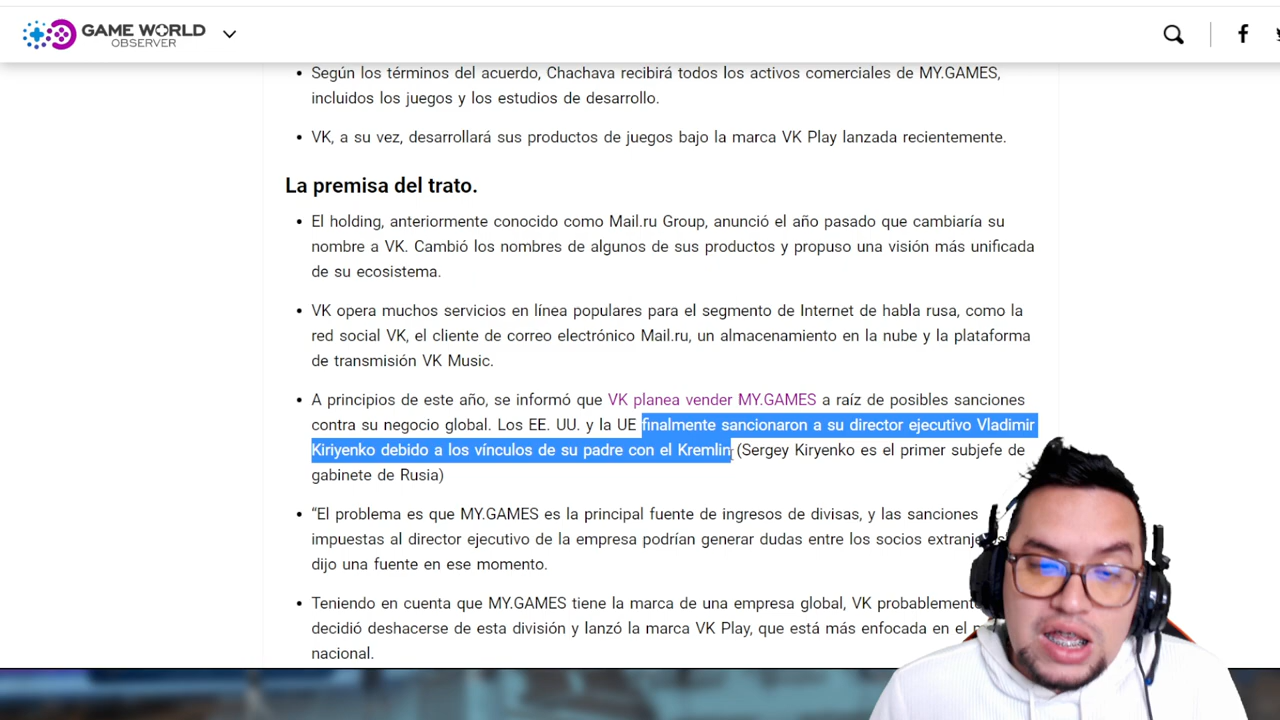 GAME WORLD
OBSERVER
Según los términos del acuerdo, Chachava recibirá todos los activos comerciales de MY.GAMES,
incluidos los juegos y los estudios de desarrollo.
VK, a su vez, desarrollará sus productos de juegos bajo la marca VK Play lanzada recientemente.
La premisa del trato.
El holding, anteriormente conocido como Mail.ru Group, anunció el año pasado que cambiaría su
nombre a VK. Cambió los nombres de algunos de sus productos y propuso una visión más unificada
de su ecosistema.
VK opera muchos servicios en línea populares para el segmento de Internet de habla rusa, como la
red social VK, el cliente de correo electrónico Mail.ru, un almacenamiento en la nube y la plataforma
de transmisión VK Music.
A principios de este año, se informó que VK planea vender MY.GAMES a raíz de posibles sanciones
contra su negocio global. Los EE. UU. y la UE finalmente sancionaron a su director ejecutivo Vladimir
Kiriyenko debido a los vínculos de su padre con el Kremlin (Sergey Kiryenko es el primer subjefe de
gabinete de Rusia)
“El problema es que MY.GAMES es la principal fuente de ingresos de divisas, y las sanciones
impuestas al director ejecutivo de la empresa podrían generar dudas entre los socios
dijo una fuente en ese momento.
Teniendo en cuenta que MY.GAMES tiene la marca de una empresa global, VK
decidió deshacerse de esta división y lanzó la marca VK Play, que está más enfocada en el
nacional.